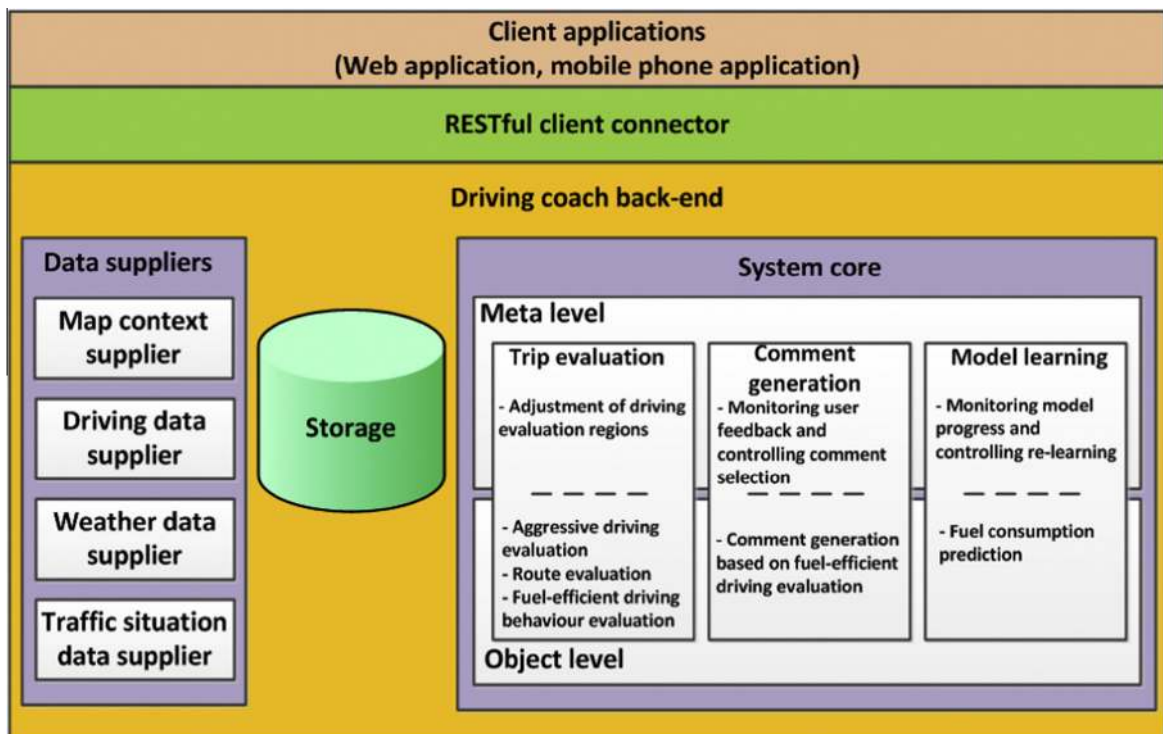 Client applications
(Web application, mobile phone application)
RESTful client connector
Driving coach back-end
Data suppliers
Map context
supplier
Driving data
supplier
Weather data
supplier
Traffic situation
data supplier
Storage
System core
Meta level
Trip evaluation
- Adjustment of driving
evaluation regions
- Aggressive driving
evaluation
- Route evaluation
- Fuel-efficient driving
behaviour evaluation
Comment
generation
- Monitoring user
feedback and
controlling comment
selection
- Comment generation
based on fuel-efficient
driving evaluation
Model learning
- Monitoring model
progress and
controlling re-learning
- Fuel consumption
prediction
Object level